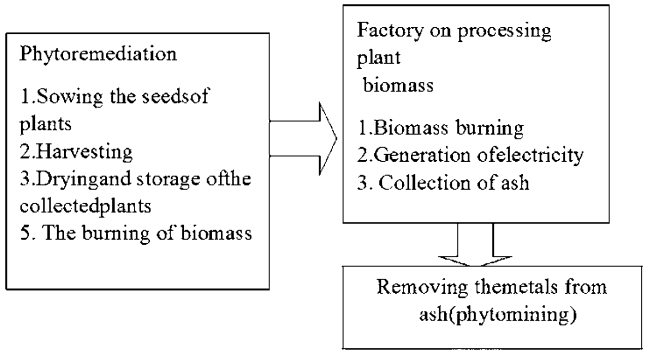 Phytoremediation
1.Sowing the seedsof
plants
2.Harvesting
3.Dryingand storage ofthe
collectedplants
5. The burning of biomass
Factory on processing
plant
biomass
1.Biomass burning
2.Generation ofelectricity
3. Collection of ash
Removing themetals from
ash(phytomining)